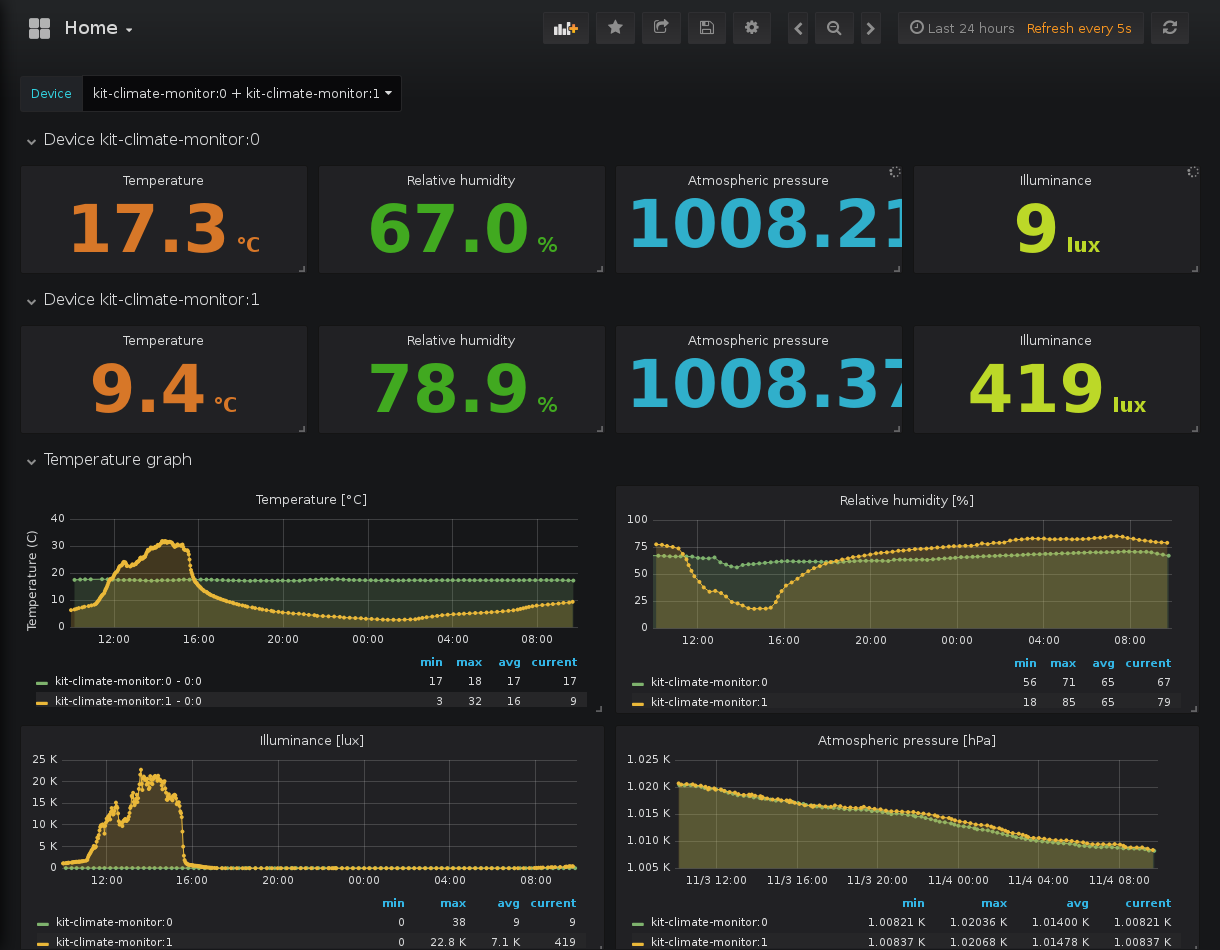 Home
Last 24 hours Refresh every 5s
Device kit-climate-monitor:0 + kit-climate-monitor:1
Device kit-climate-monitor:0
Temperature Relative humidity Atmospheric pressure Illuminance
17.3 °C 67.0 % 1008.21 9 lux
Device kit-climate-monitor:1
Temperature Relative humidity Atmospheric pressure Illuminance
9.4 °C 78.9 % 1008.37 419 lux
Temperature graph
Temperature [°C]
Temperature (C)
40
30
20
10
0
12:00 16:00 20:00 00:00 04:00 08:00
min max avg current
kit-climate-monitor:0 - 0:0 17 18 17 17
kit-climate-monitor:1 - 0:0 3 32 16 9
Relative humidity [%]
100
75
50
25
0
12:00 16:00 20:00 00:00 04:00 08:00
min max avg current
kit-climate-monitor:0 56 71 65 67
kit-climate-monitor:1 18 85 65 79
Illuminance [lux]
25 K
20 K
15 K
10 K
5 K
0
12:00 16:00 20:00 00:00 04:00 08:00
min max avg current
kit-climate-monitor:0 0 38 9 9
kit-climate-monitor:1 0 22.8 K 7.1 K 419
Atmospheric pressure [hPa]
1.025 K
1.020 K
1.015 K
1.010 K
1.005 K
11/3 12:00 11/3 16:00 11/3 20:00 11/4 00:00 11/4 04:00 11/4 08:00
min max avg current
kit-climate-monitor:0 1.00821 K 1.02036 K 1.01400 K 1.00821 K
kit-climate-monitor:1 1.00837 K 1.02068 K 1.01478 K 1.00837 K